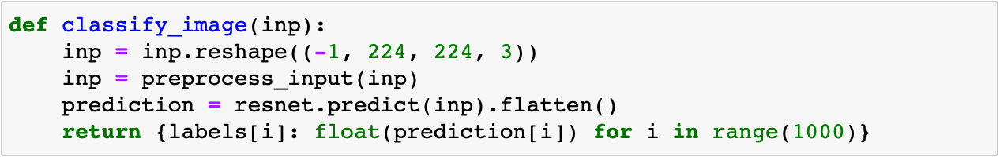 def classify_image(inp):
    inp = inp.reshape((-1, 224, 224, 3))
    inp = preprocess_input(inp)
    prediction = resnet.predict(inp).flatten()
    return {labels[i]: float(prediction[i]) for i in range(1000)}